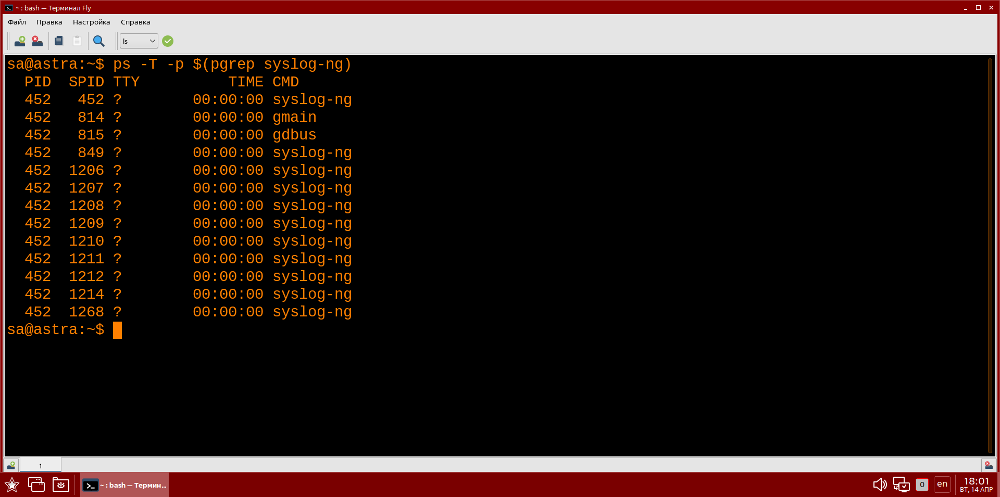 ~ : bash — Терминал Fly
Файл Правка Настройка Справка
ls
sa@astra:~$ ps -T -p $(pgrep syslog-ng)
  PID  SPID TTY          TIME CMD
  452   452 ?        00:00:00 syslog-ng
  452   814 ?        00:00:00 gmain
  452   815 ?        00:00:00 gdbus
  452   849 ?        00:00:00 syslog-ng
  452  1206 ?        00:00:00 syslog-ng
  452  1207 ?        00:00:00 syslog-ng
  452  1208 ?        00:00:00 syslog-ng
  452  1209 ?        00:00:00 syslog-ng
  452  1210 ?        00:00:00 syslog-ng
  452  1211 ?        00:00:00 syslog-ng
  452  1212 ?        00:00:00 syslog-ng
  452  1214 ?        00:00:00 syslog-ng
  452  1268 ?        00:00:00 syslog-ng
sa@astra:~$
1
~ : bash — Термин...
0
en
18:01
ВТ, 14 АПР